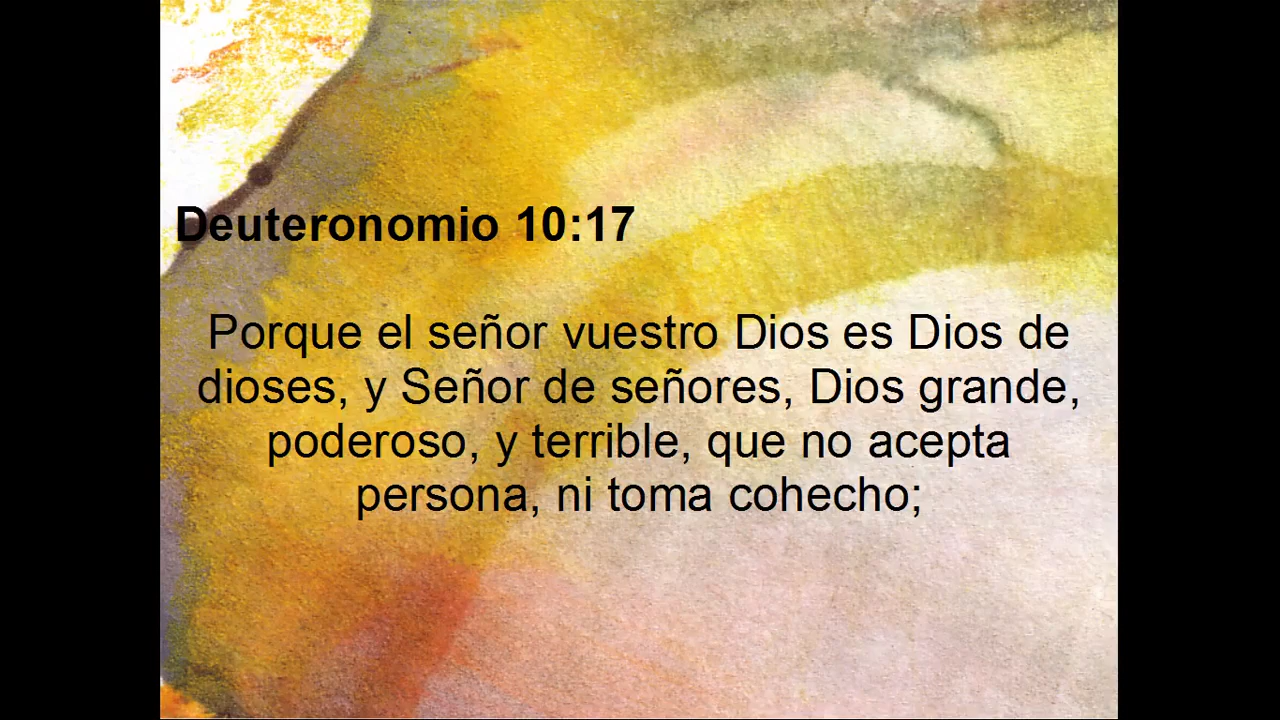 Deuteronomio 10:17
Porque el señor vuestro Dios es Dios de
dioses, y Señor de señores, Dios grande,
poderoso, y terrible, que no acepta
persona, ni toma cohecho;